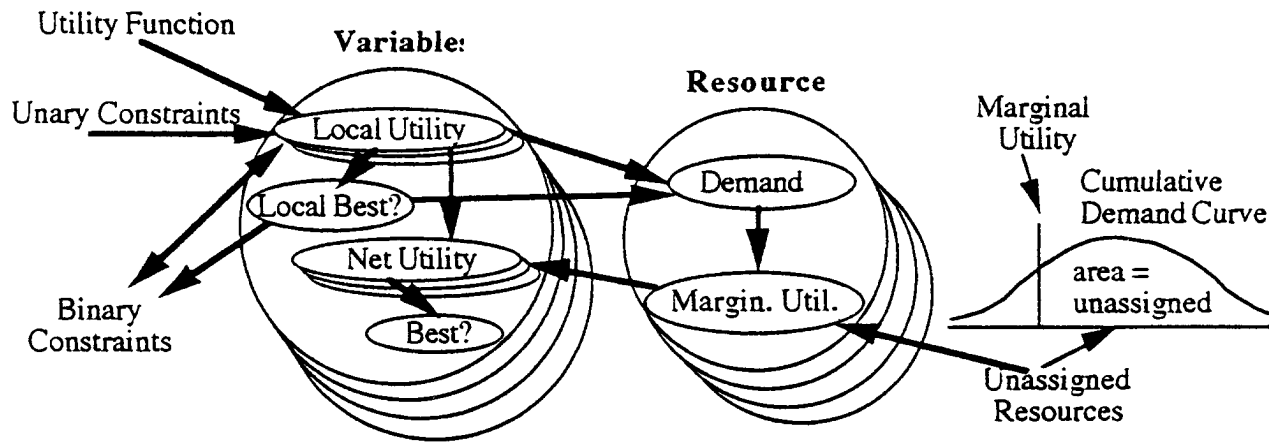 Utility Function
Variable:
Resource
Unary Constraints
Local Utility
Marginal
Utility
Demand
Cumulative
Demand Curve
Local Best?
Net Utility
area =
unassigned
Margin. Util.
Binary
Constraints
Best?
Unassigned
Resources